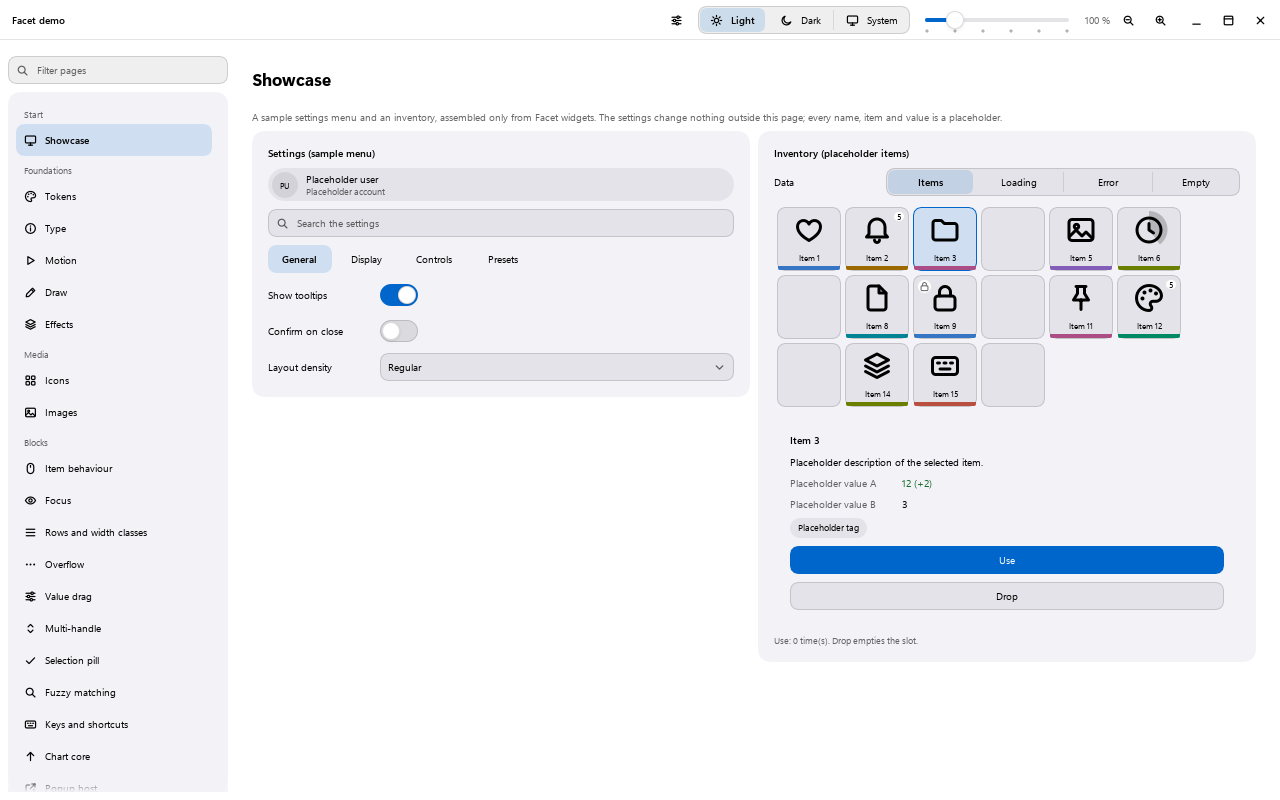 Facet demo
Light
Dark
System
100 %
Filter pages
Start
Showcase
Foundations
Tokens
Type
Motion
Draw
Effects
Media
Icons
Images
Blocks
Item behaviour
Focus
Rows and width classes
Overflow
Value drag
Multi-handle
Selection pill
Fuzzy matching
Keys and shortcuts
Chart core
Popup host
Showcase
A sample settings menu and an inventory, assembled only from Facet widgets. The settings change nothing outside this page; every name, item and value is a placeholder.
Settings (sample menu)
PU
Placeholder user
Placeholder account
Search the settings
General
Display
Controls
Presets
Show tooltips
Confirm on close
Layout density
Regular
Inventory (placeholder items)
Data
Items
Loading
Error
Empty
Item 1
5
Item 2
Item 3
Item 5
Item 6
Item 8
Item 9
Item 11
5
Item 12
Item 14
Item 15
Item 3
Placeholder description of the selected item.
Placeholder value A 12 (+2)
Placeholder value B 3
Placeholder tag
Use
Drop
Use: 0 time(s). Drop empties the slot.